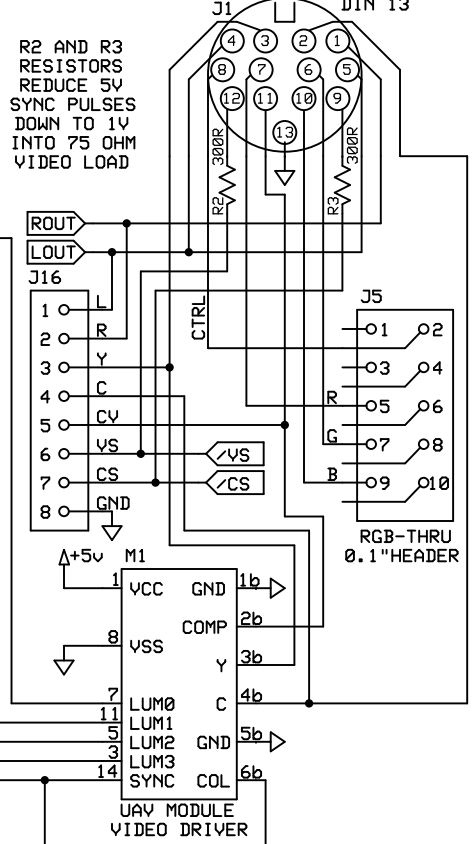 J1
DIN 13
4
3
2
1
8
7
6
5
12
11
10
9
13
R2 AND R3
RESISTORS
REDUCE 5V
SYNC PULSES
DOWN TO 1V
INTO 75 OHM
VIDEO LOAD
300R
R2
300R
R3
ROUT
LOUT
J16
1 L
2 R
3 Y
4 C
5 CV
6 VS
7 CS
8 GND
CTRL
/VS
/CS
J5
1 2
3 4
R 5 6
G 7 8
B 9 10
RGB-THRU
0.1"HEADER
+5v
M1
1 VCC GND 1b
COMP 2b
8 VSS
Y 3b
7 LUM0 C 4b
11 LUM1
5 LUM2 GND 5b
3 LUM3
14 SYNC COL 6b
UAV MODULE
VIDEO DRIVER